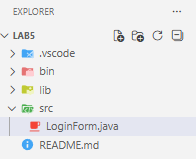 EXPLORER
LAB5
.vscode
bin
lib
src
LoginForm.java
README.md